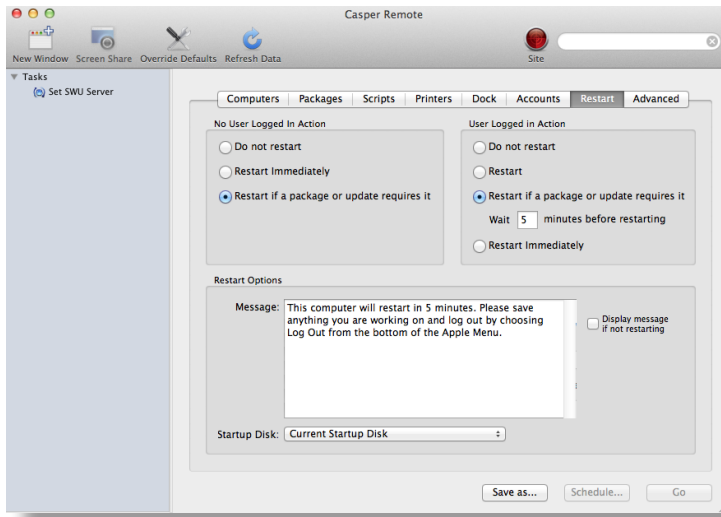 Casper Remote
New Window Screen Share Override Defaults Refresh Data Site
Tasks
Set SWU Server
Computers Packages Scripts Printers Dock Accounts Restart Advanced
No User Logged In Action
Do not restart
Restart Immediately
Restart if a package or update requires it
User Logged in Action
Do not restart
Restart
Restart if a package or update requires it
Wait 5 minutes before restarting
Restart Immediately
Restart Options
Message: This computer will restart in 5 minutes. Please save
anything you are working on and log out by choosing
Log Out from the bottom of the Apple Menu.
Display message
if not restarting
Startup Disk: Current Startup Disk
Save as... Schedule... Go